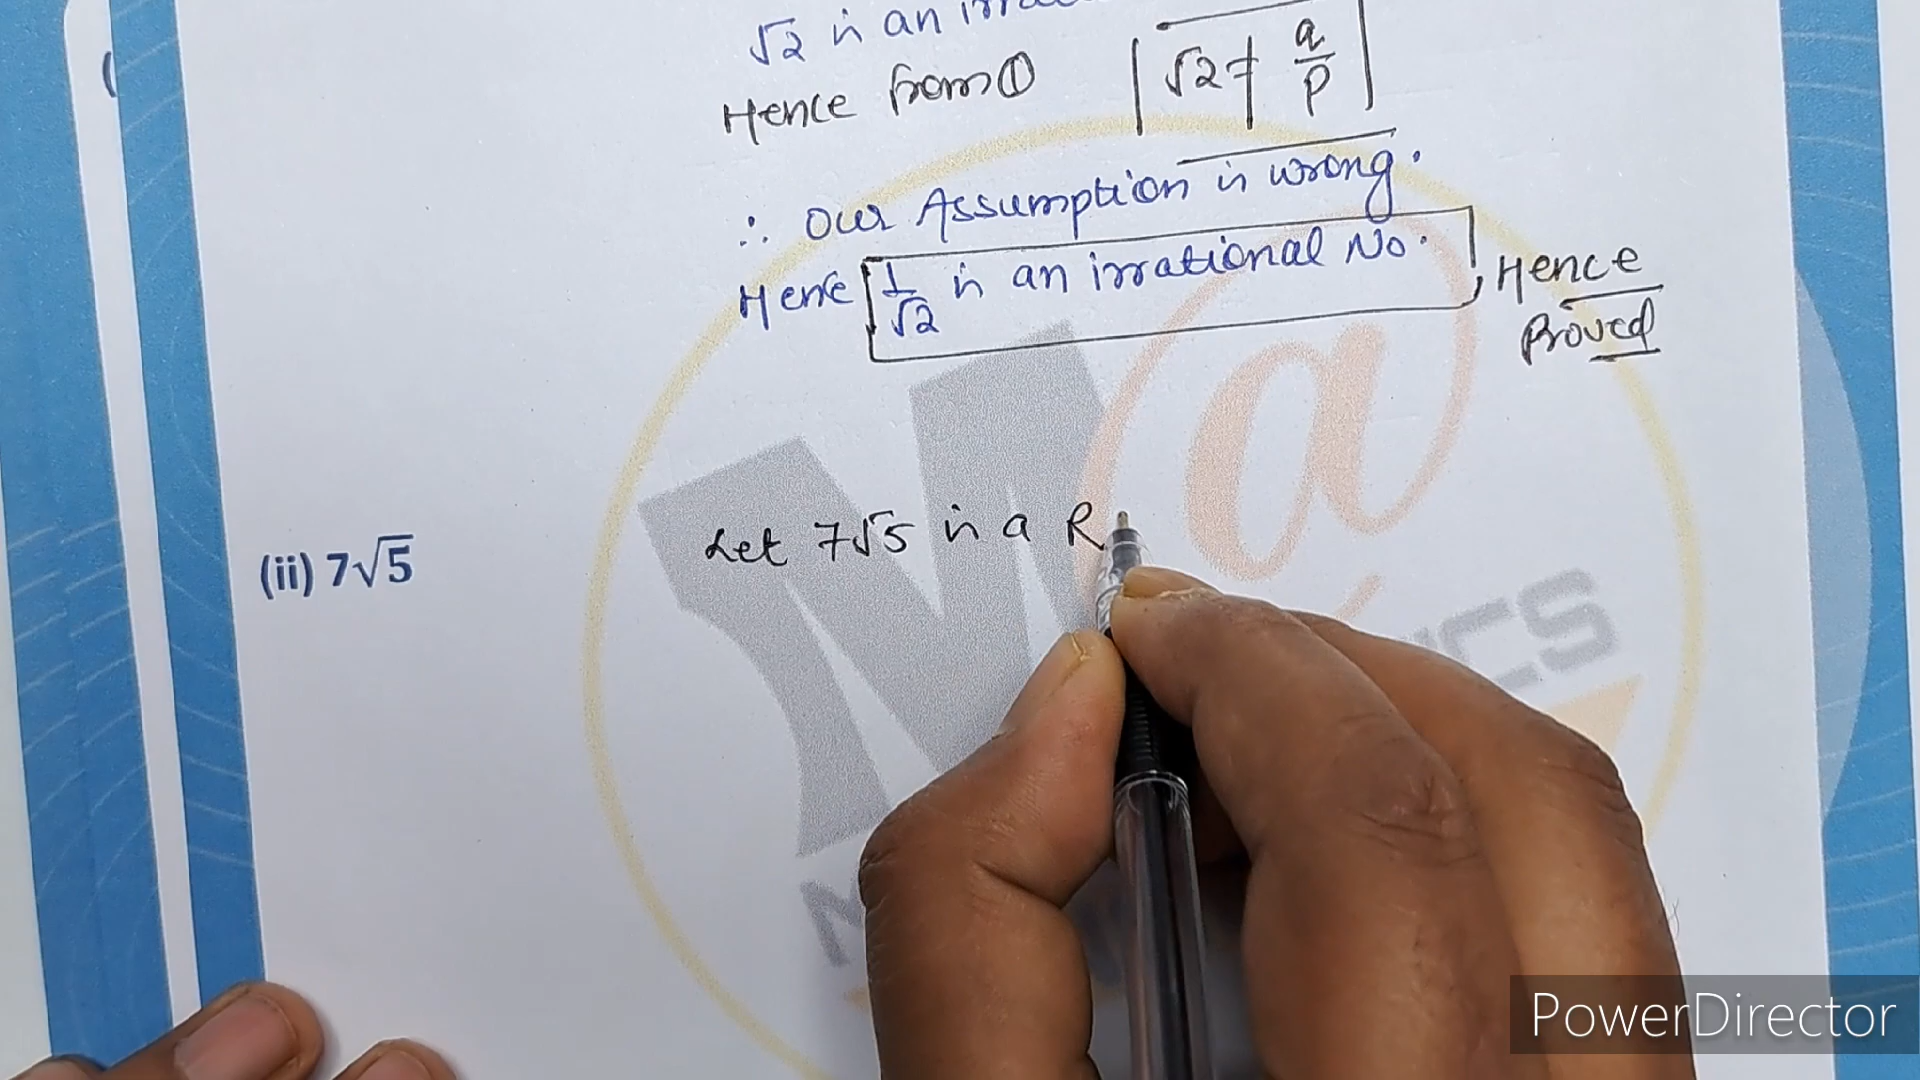 √2 is an
Hence from ① √2 ≠ q/p
∴ Our Assumption is wrong.
Hence 1/√2 is an irrational No. , Hence
Proved
(ii) 7√5 Let 7√5 is a R
PowerDirector